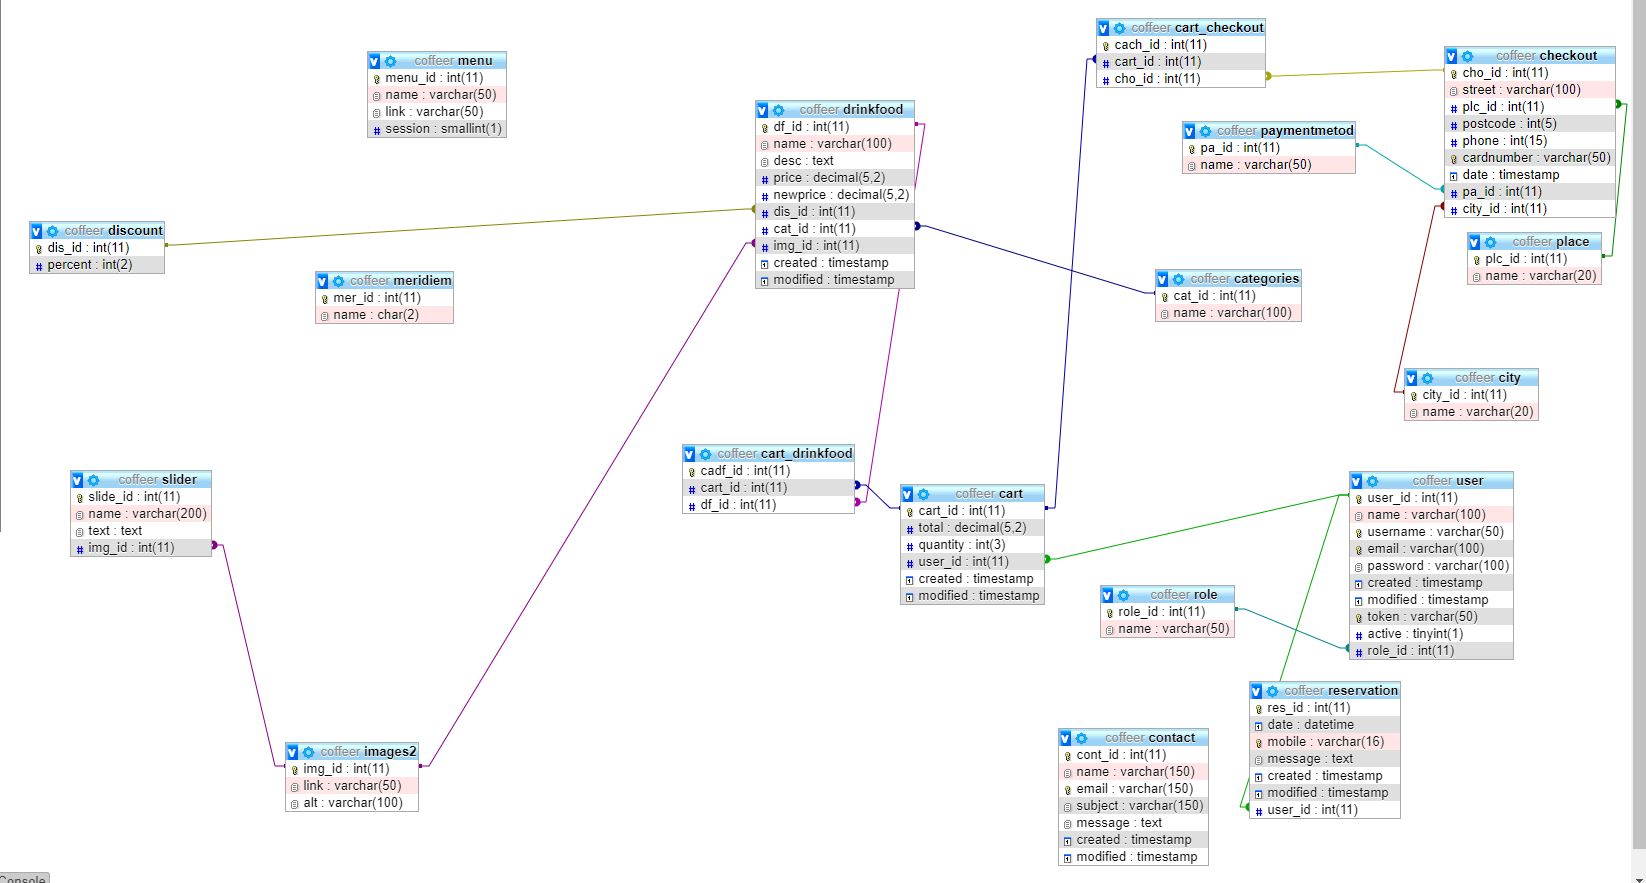 coffeer menu
menu_id : int(11)
name : varchar(50)
link : varchar(50)
session : smallint(1)
coffeer discount
dis_id : int(11)
percent : int(2)
coffeer meridiem
mer_id : int(11)
name : char(2)
coffeer drinkfood
df_id : int(11)
name : varchar(100)
desc : text
price : decimal(5,2)
newprice : decimal(5,2)
dis_id : int(11)
cat_id : int(11)
img_id : int(11)
created : timestamp
modified : timestamp
coffeer cart_checkout
cach_id : int(11)
cart_id : int(11)
cho_id : int(11)
coffeer checkout
cho_id : int(11)
street : varchar(100)
plc_id : int(11)
postcode : int(5)
phone : int(15)
cardnumber : varchar(50)
date : timestamp
pa_id : int(11)
city_id : int(11)
coffeer paymentmetod
pa_id : int(11)
name : varchar(50)
coffeer place
plc_id : int(11)
name : varchar(20)
coffeer categories
cat_id : int(11)
name : varchar(100)
coffeer city
city_id : int(11)
name : varchar(20)
coffeer slider
slide_id : int(11)
name : varchar(200)
text : text
img_id : int(11)
coffeer cart_drinkfood
cadf_id : int(11)
cart_id : int(11)
df_id : int(11)
coffeer cart
cart_id : int(11)
total : decimal(5,2)
quantity : int(3)
user_id : int(11)
created : timestamp
modified : timestamp
coffeer user
user_id : int(11)
name : varchar(100)
username : varchar(50)
email : varchar(100)
password : varchar(100)
created : timestamp
modified : timestamp
token : varchar(50)
active : tinyint(1)
role_id : int(11)
coffeer role
role_id : int(11)
name : varchar(50)
coffeer reservation
res_id : int(11)
date : datetime
mobile : varchar(16)
message : text
created : timestamp
modified : timestamp
user_id : int(11)
coffeer images2
img_id : int(11)
link : varchar(50)
alt : varchar(100)
coffeer contact
cont_id : int(11)
name : varchar(150)
email : varchar(150)
subject : varchar(150)
message : text
created : timestamp
modified : timestamp
Console